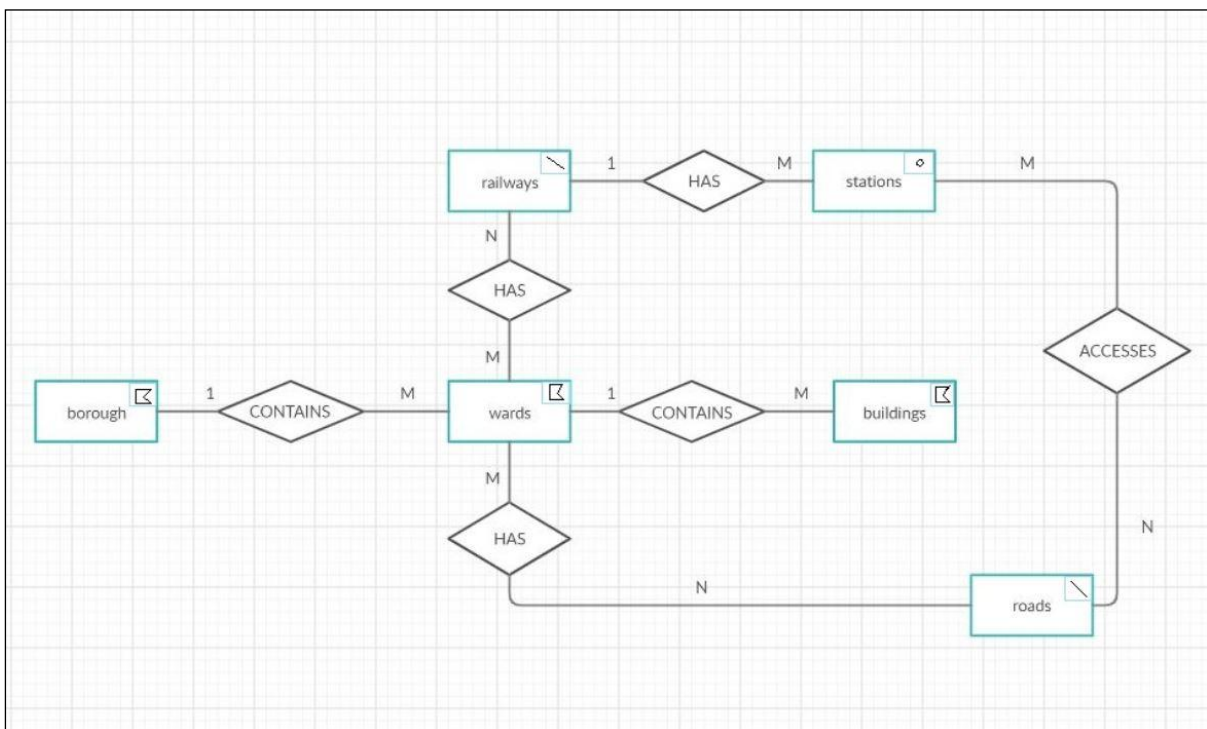 railways
1
HAS
M
stations
M
N
HAS
M
ACCESSES
borough
1
CONTAINS
M
wards
1
CONTAINS
M
buildings
M
HAS
N
N
roads